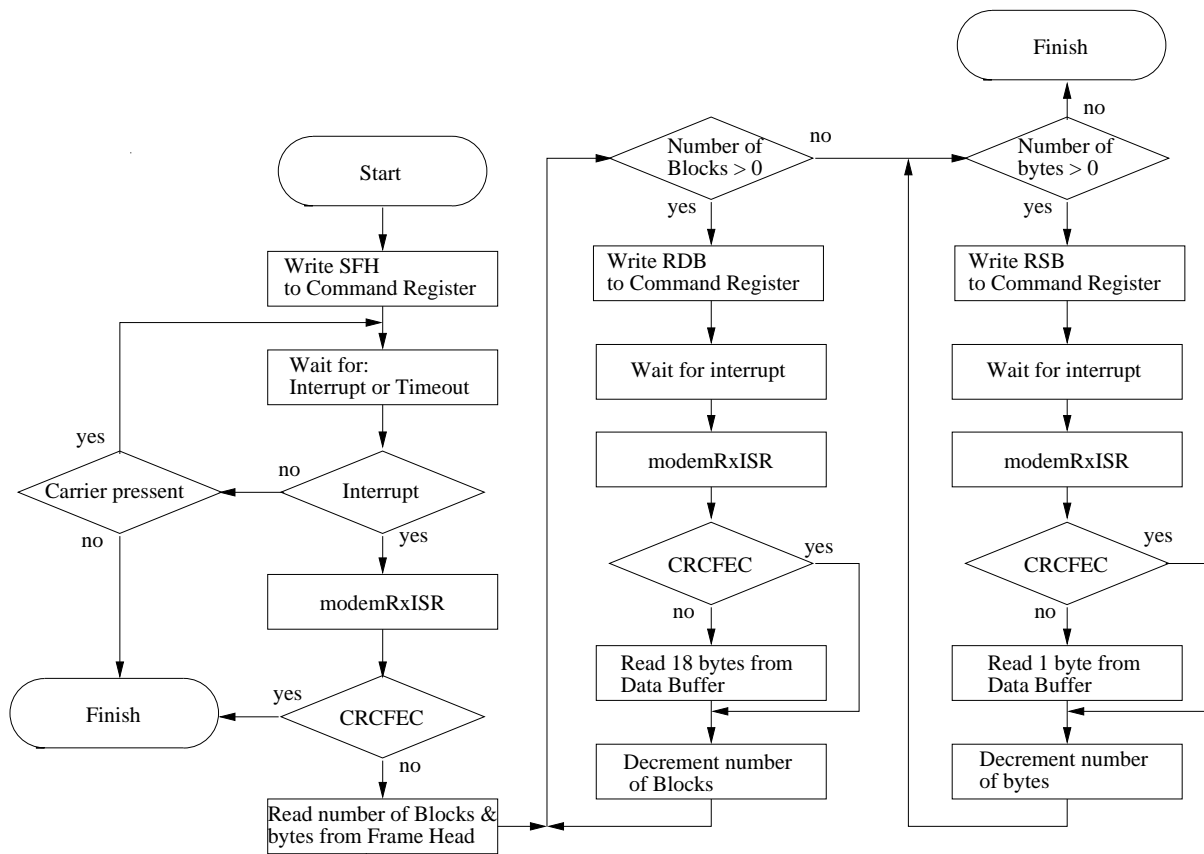 Start
Write SFH
to Command Register
Wait for:
Interrupt or Timeout
yes
Carrier pressent
no
Interrupt
no
yes
modemRxISR
yes
Finish
CRCFEC
no
Read number of Blocks &
bytes from Frame Head
Number of
Blocks > 0
no
yes
Write RDB
to Command Register
Wait for interrupt
modemRxISR
CRCFEC
yes
no
Read 18 bytes from
Data Buffer
Decrement number
of Blocks
Finish
no
Number of
bytes > 0
yes
Write RSB
to Command Register
Wait for interrupt
modemRxISR
CRCFEC
yes
no
Read 1 byte from
Data Buffer
Decrement number
of bytes